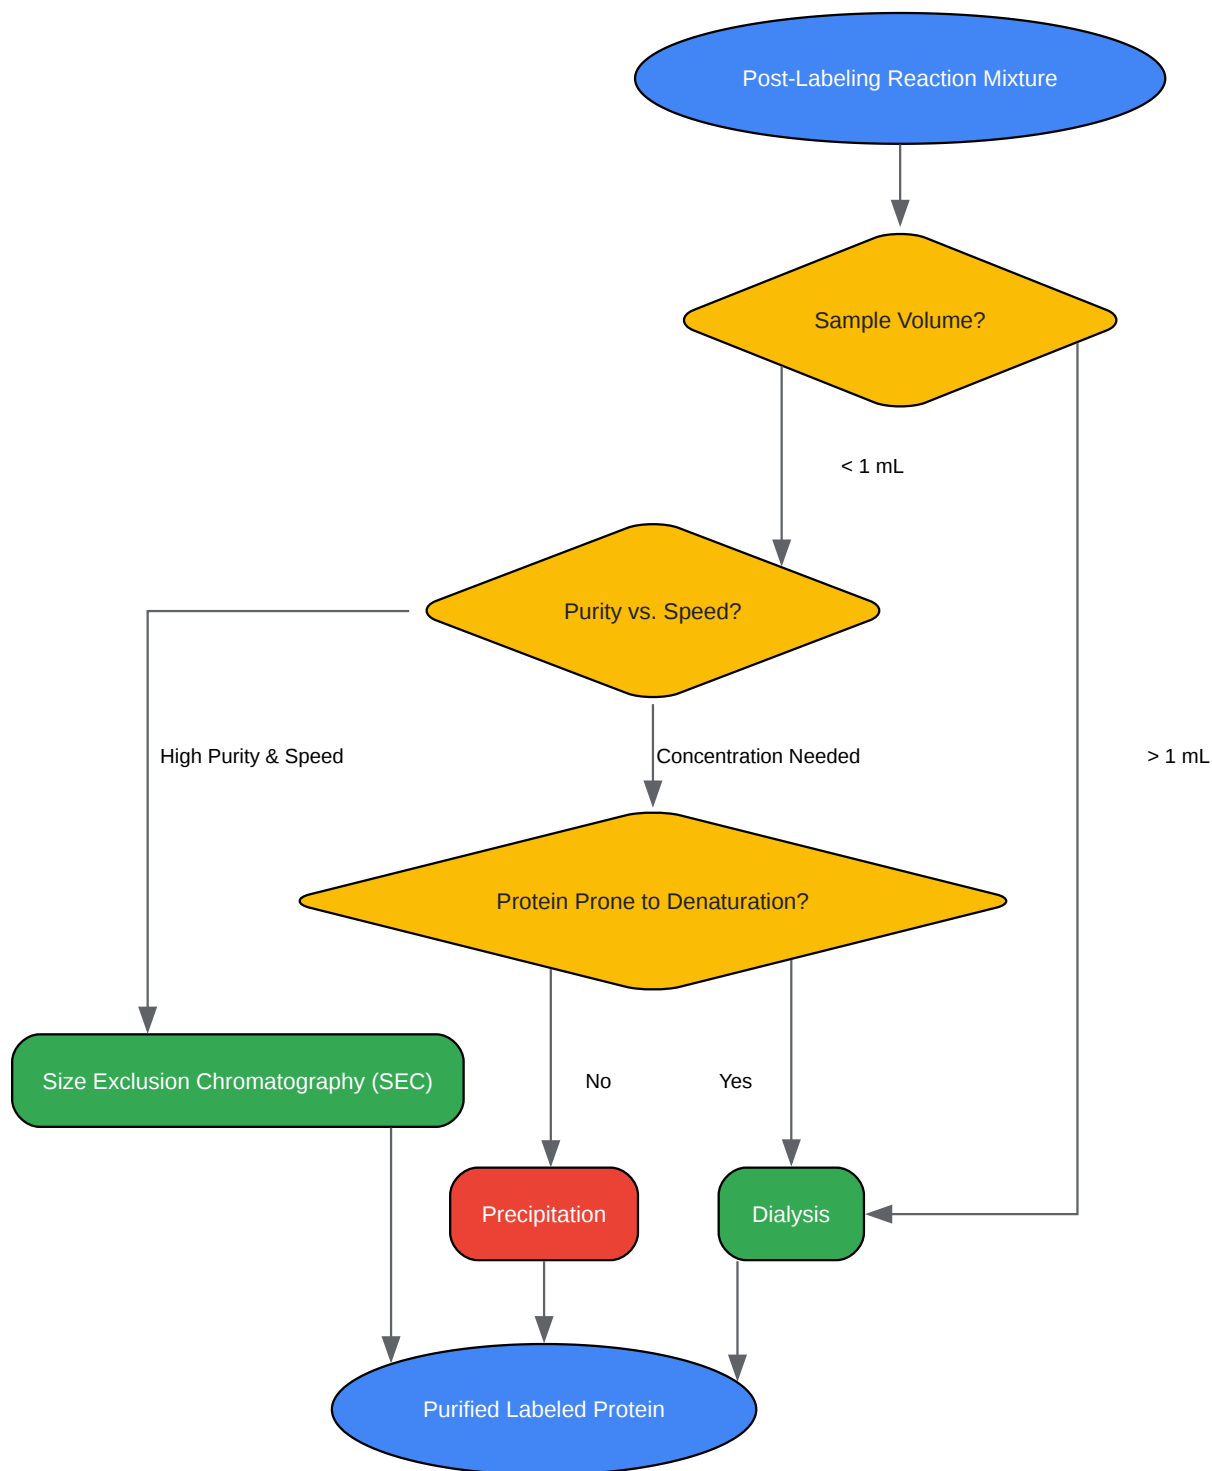 Post-Labeling Reaction Mixture
Sample Volume?
< 1 mL
Purity vs. Speed?
High Purity & Speed
Concentration Needed
> 1 mL
Protein Prone to Denaturation?
Size Exclusion Chromatography (SEC)
No
Yes
Precipitation
Dialysis
Purified Labeled Protein